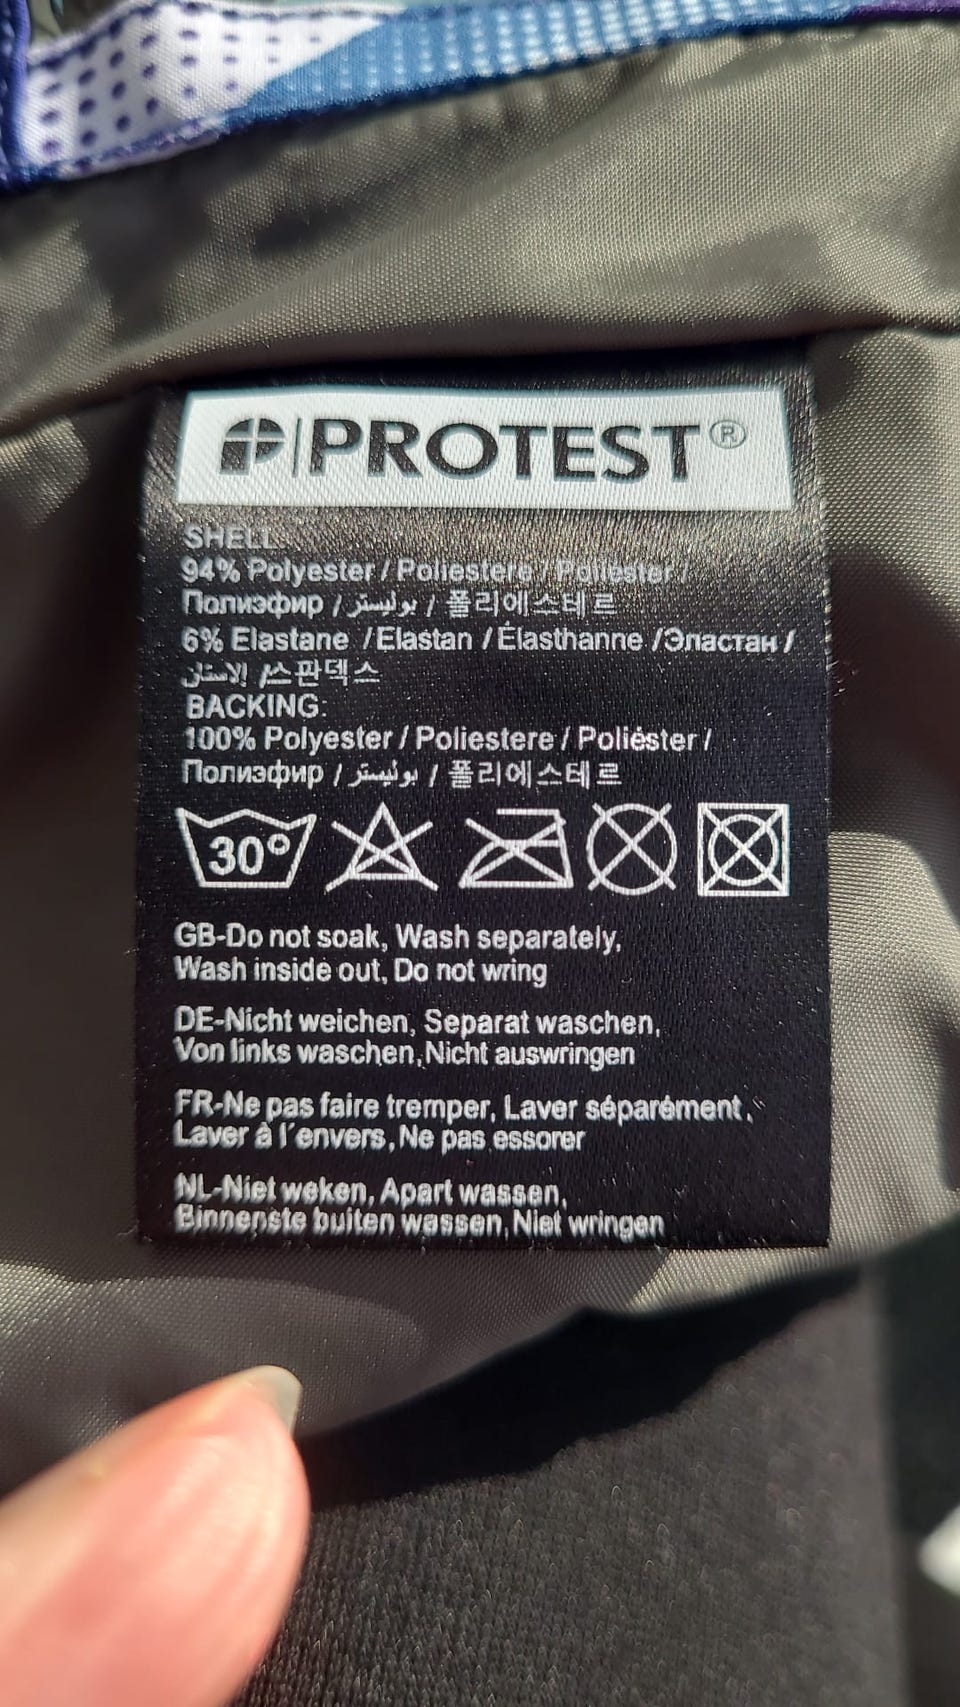 PROTEST®
SHELL:
94% Polyester / Poliestere / Poliéster /
Полиэфир / بوليستر / 폴리에스테르
6% Elastane / Elastan / Élasthanne / Эластан /
الاستان / 스판덱스
BACKING:
100% Polyester / Poliestere / Poliéster /
Полиэфир / بوليستر / 폴리에스테르
30°
GB-Do not soak, Wash separately,
Wash inside out, Do not wring
DE-Nicht weichen, Separat waschen,
Von links waschen, Nicht auswringen
FR-Ne pas faire tremper, Laver séparément,
Laver à l'envers, Ne pas essorer
NL-Niet weken, Apart wassen,
Binnenste buiten wassen, Niet wringen